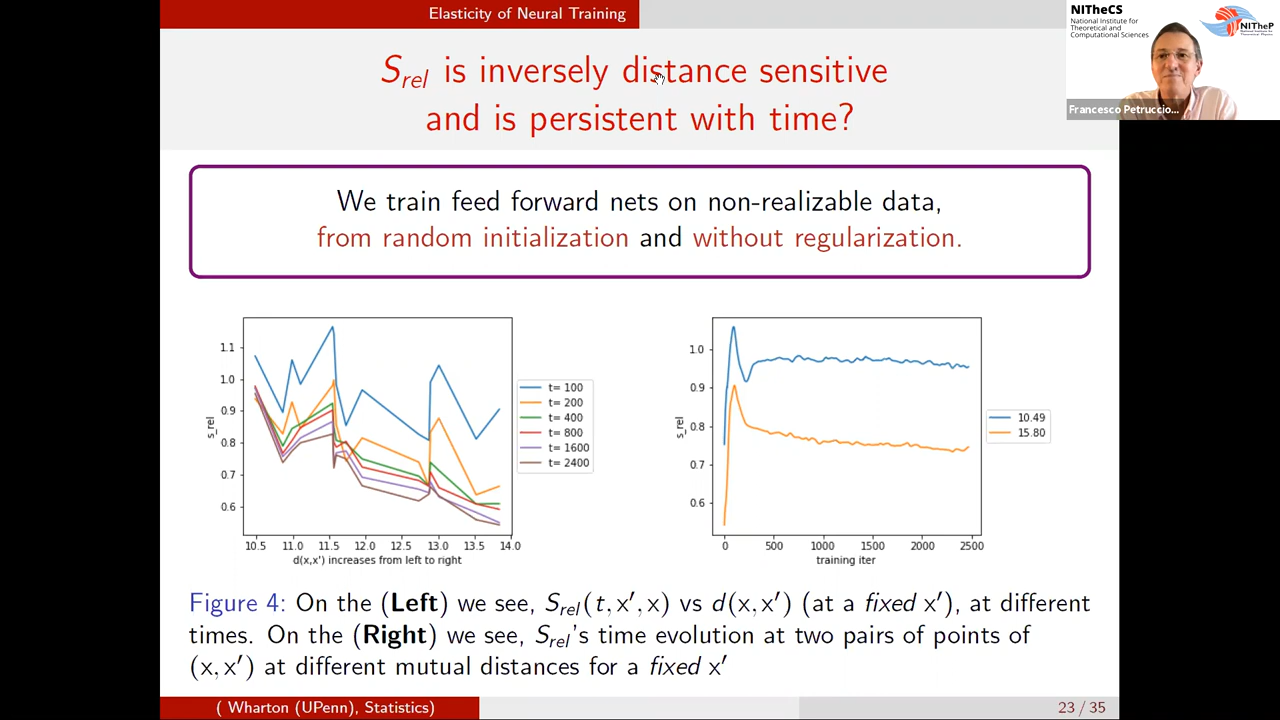 Elasticity of Neural Training
NITheCS
National Institute for
Theoretical and
Computational Sciences
NITheP
Francesco Petruccio...
S_rel is inversely distance sensitive
and is persistent with time?
We train feed forward nets on non-realizable data,
from random initialization and without regularization.
s_rel
1.1
1.0
0.9
0.8
0.7
0.6
10.5 11.0 11.5 12.0 12.5 13.0 13.5 14.0
d(x,x') increases from left to right
t= 100
t= 200
t= 400
t= 800
t= 1600
t= 2400
s_rel
1.0
0.9
0.8
0.7
0.6
0 500 1000 1500 2000 2500
training iter
10.49
15.80
Figure 4: On the (Left) we see, S_rel(t, x′, x) vs d(x, x′) (at a fixed x′), at different
times. On the (Right) we see, S_rel's time evolution at two pairs of points of
(x, x′) at different mutual distances for a fixed x′
( Wharton (UPenn), Statistics)
23 / 35